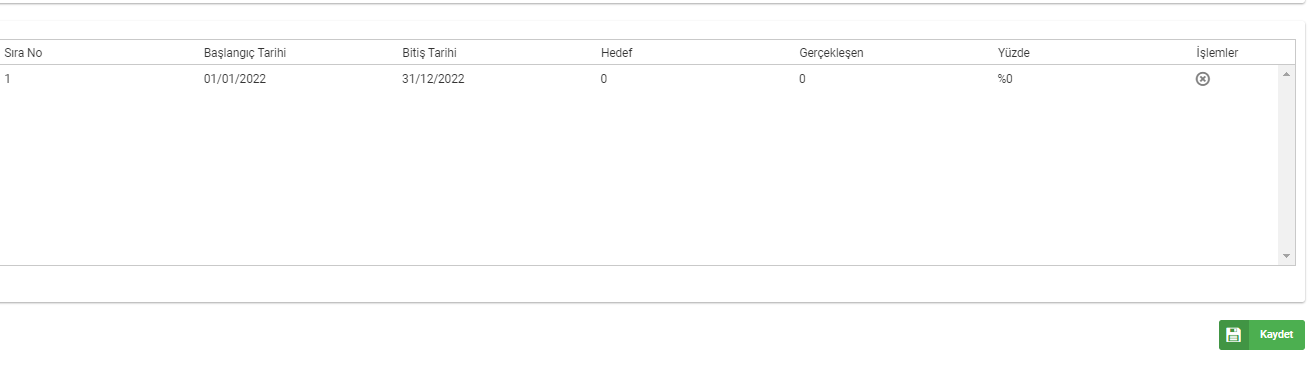 Sıra No Başlangıç Tarihi Bitiş Tarihi Hedef Gerçekleşen Yüzde İşlemler
1 01/01/2022 31/12/2022 0 0 %0
Kaydet